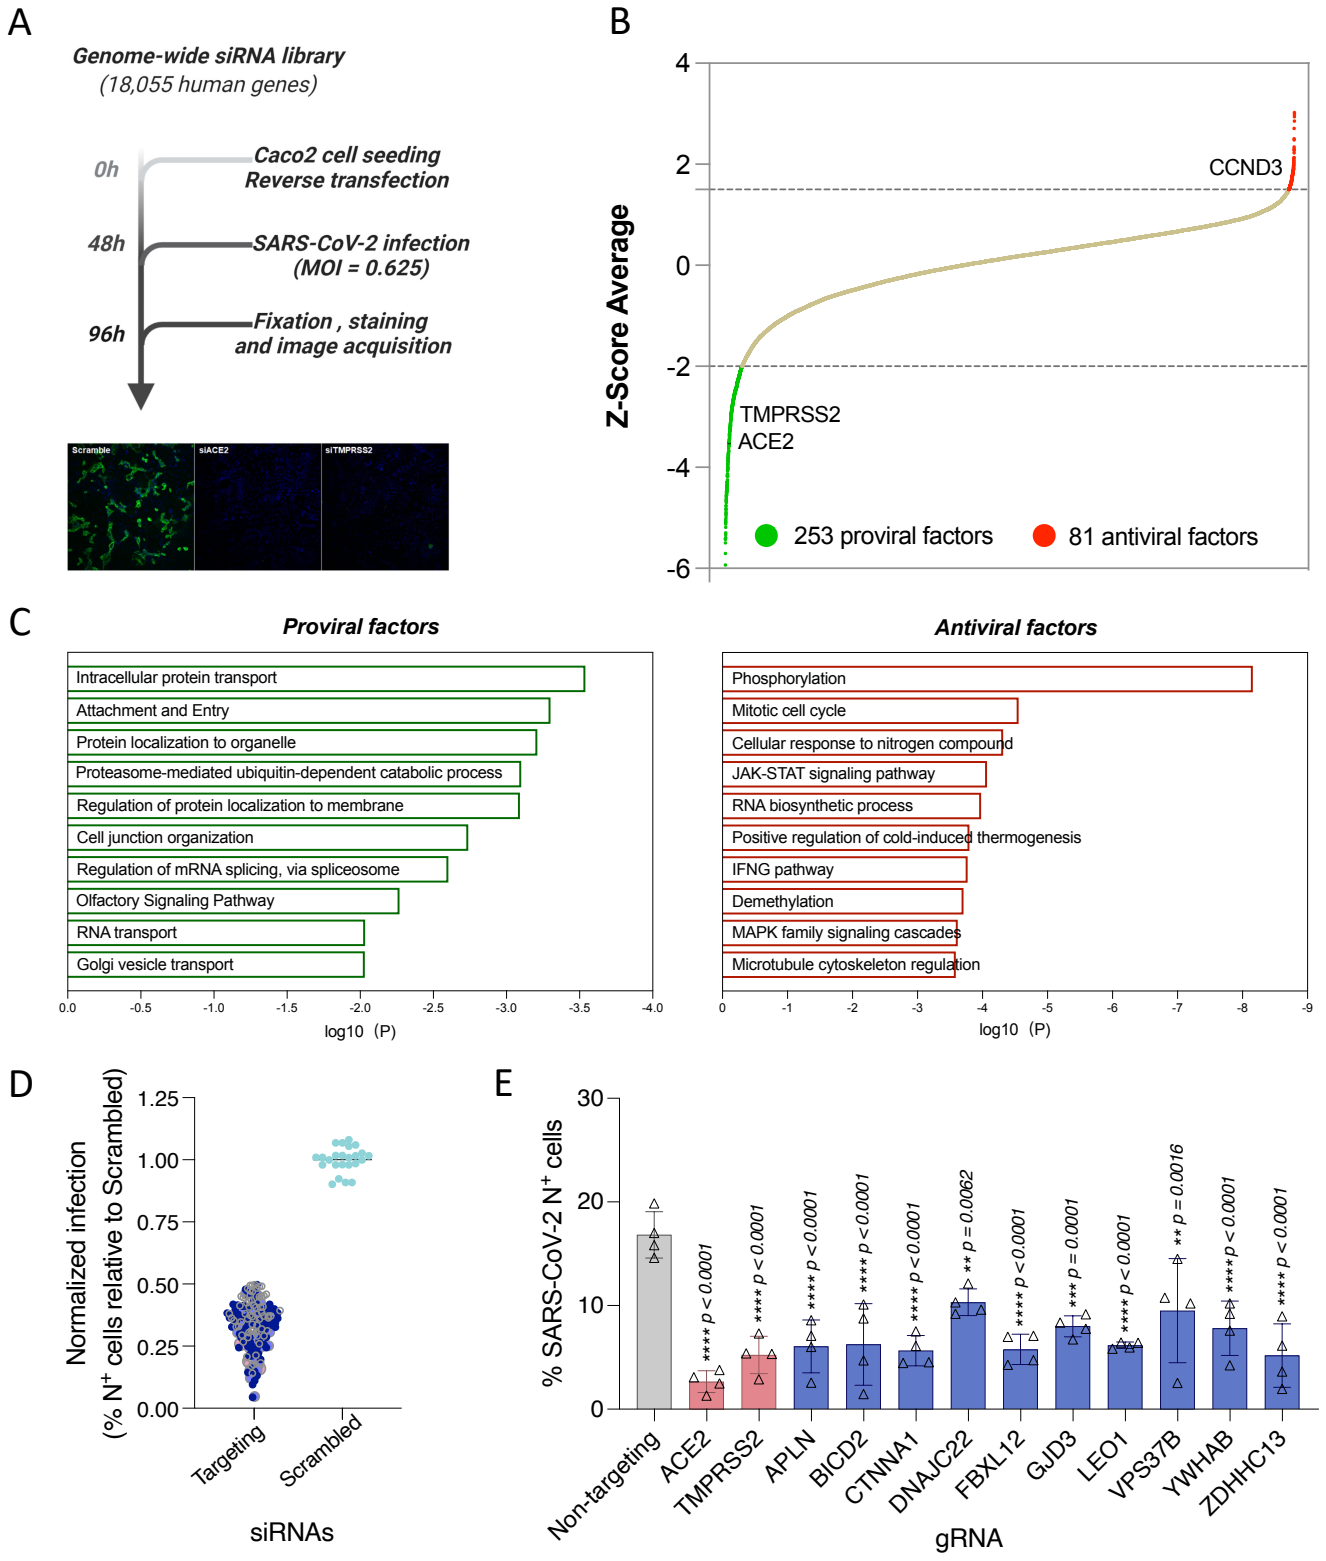 A
Genome-wide siRNA library
(18,055 human genes)
0h
Caco2 cell seeding
Reverse transfection
48h
SARS-CoV-2 infection
(MOI = 0.625)
96h
Fixation , staining
and image acquisition
Scramble
siACE2
siTMPRSS2
B
Z-Score Average
4
2
0
-2
-4
-6
CCND3
TMPRSS2
ACE2
253 proviral factors
81 antiviral factors
C
Proviral factors
Intracellular protein transport
Attachment and Entry
Protein localization to organelle
Proteasome-mediated ubiquitin-dependent catabolic process
Regulation of protein localization to membrane
Cell junction organization
Regulation of mRNA splicing, via spliceosome
Olfactory Signaling Pathway
RNA transport
Golgi vesicle transport
0.0 -0.5 -1.0 -1.5 -2.0 -2.5 -3.0 -3.5 -4.0
log10 (P)
Antiviral factors
Phosphorylation
Mitotic cell cycle
Cellular response to nitrogen compound
JAK-STAT signaling pathway
RNA biosynthetic process
Positive regulation of cold-induced thermogenesis
IFNG pathway
Demethylation
MAPK family signaling cascades
Microtubule cytoskeleton regulation
0 -1 -2 -3 -4 -5 -6 -7 -8 -9
log10 (P)
D
Normalized infection
(% N+ cells relative to Scrambled)
1.25
1.00
0.75
0.50
0.25
0.00
Targeting
Scrambled
siRNAs
E
% SARS-CoV-2 N+ cells
30
20
10
0
**** p < 0.0001
**** p < 0.0001
**** p < 0.0001
**** p < 0.0001
**** p < 0.0001
** p = 0.0062
**** p < 0.0001
*** p = 0.0001
**** p < 0.0001
** p = 0.0016
**** p < 0.0001
**** p < 0.0001
Non-targeting
ACE2
TMPRSS2
APLN
BICD2
CTNNA1
DNAJC22
FBXL12
GJD3
LEO1
VPS37B
YWHAB
ZDHHC13
gRNA